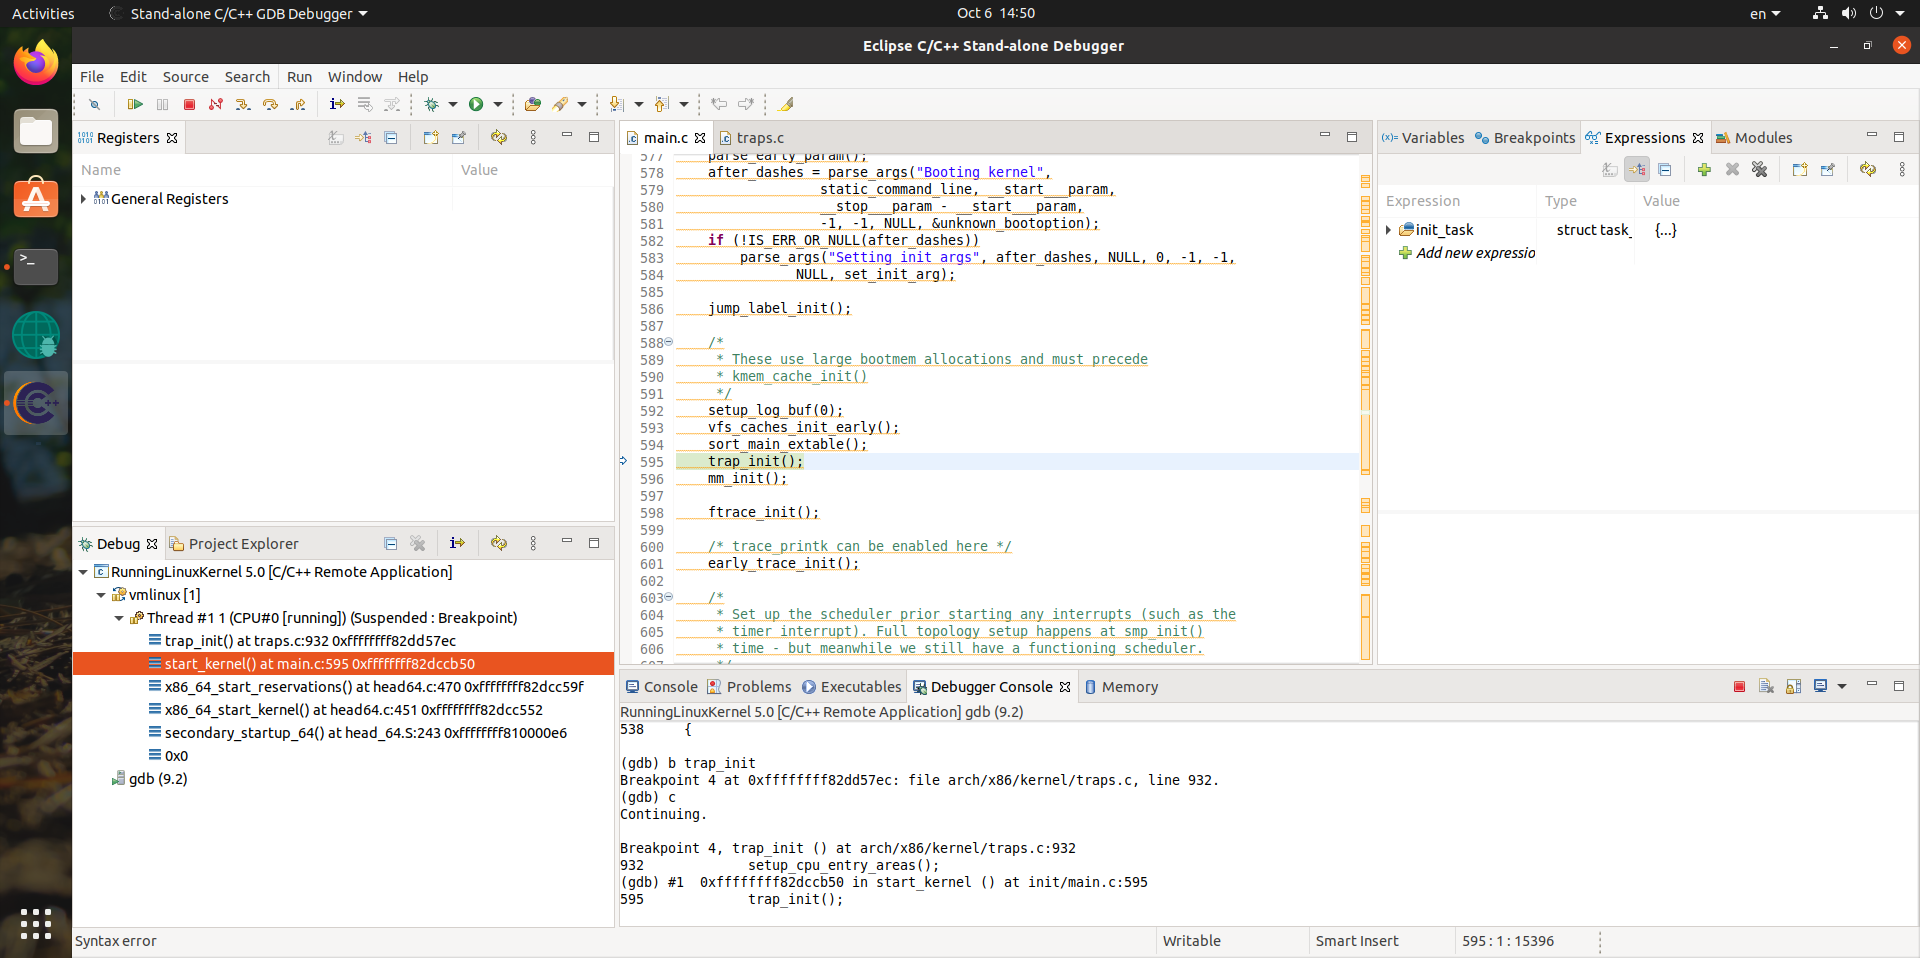 Activities
Stand-alone C/C++ GDB Debugger
Oct 6 14:50
en
Eclipse C/C++ Stand-alone Debugger
File Edit Source Search Run Window Help
Registers
Name Value
General Registers
Debug Project Explorer
RunningLinuxKernel 5.0 [C/C++ Remote Application]
vmlinux [1]
Thread #1 1 (CPU#0 [running]) (Suspended : Breakpoint)
trap_init() at traps.c:932 0xffffffff82dd57ec
start_kernel() at main.c:595 0xffffffff82dccb50
x86_64_start_reservations() at head64.c:470 0xffffffff82dcc59f
x86_64_start_kernel() at head64.c:451 0xffffffff82dcc552
secondary_startup_64() at head_64.S:243 0xffffffff810000e6
0x0
gdb (9.2)
main.c traps.c
577 parse_early_param();
578 after_dashes = parse_args("Booting kernel",
579 static_command_line, __start___param,
580 __stop___param - __start___param,
581 -1, -1, NULL, &unknown_bootoption);
582 if (!IS_ERR_OR_NULL(after_dashes))
583 parse_args("Setting init args", after_dashes, NULL, 0, -1, -1,
584 NULL, set_init_arg);
585
586 jump_label_init();
587
588 /*
589 * These use large bootmem allocations and must precede
590 * kmem_cache_init()
591 */
592 setup_log_buf(0);
593 vfs_caches_init_early();
594 sort_main_extable();
595 trap_init();
596 mm_init();
597
598 ftrace_init();
599
600 /* trace_printk can be enabled here */
601 early_trace_init();
602
603 /*
604 * Set up the scheduler prior starting any interrupts (such as the
605 * timer interrupt). Full topology setup happens at smp_init()
606 * time - but meanwhile we still have a functioning scheduler.
607 */
Variables Breakpoints Expressions Modules
Expression Type Value
init_task struct task_ {...}
Add new expressio
Console Problems Executables Debugger Console Memory
RunningLinuxKernel 5.0 [C/C++ Remote Application] gdb (9.2)
538 {
(gdb) b trap_init
Breakpoint 4 at 0xffffffff82dd57ec: file arch/x86/kernel/traps.c, line 932.
(gdb) c
Continuing.
Breakpoint 4, trap_init () at arch/x86/kernel/traps.c:932
932 setup_cpu_entry_areas();
(gdb) #1 0xffffffff82dccb50 in start_kernel () at init/main.c:595
595 trap_init();
Syntax error
Writable
Smart Insert
595 : 1 : 15396